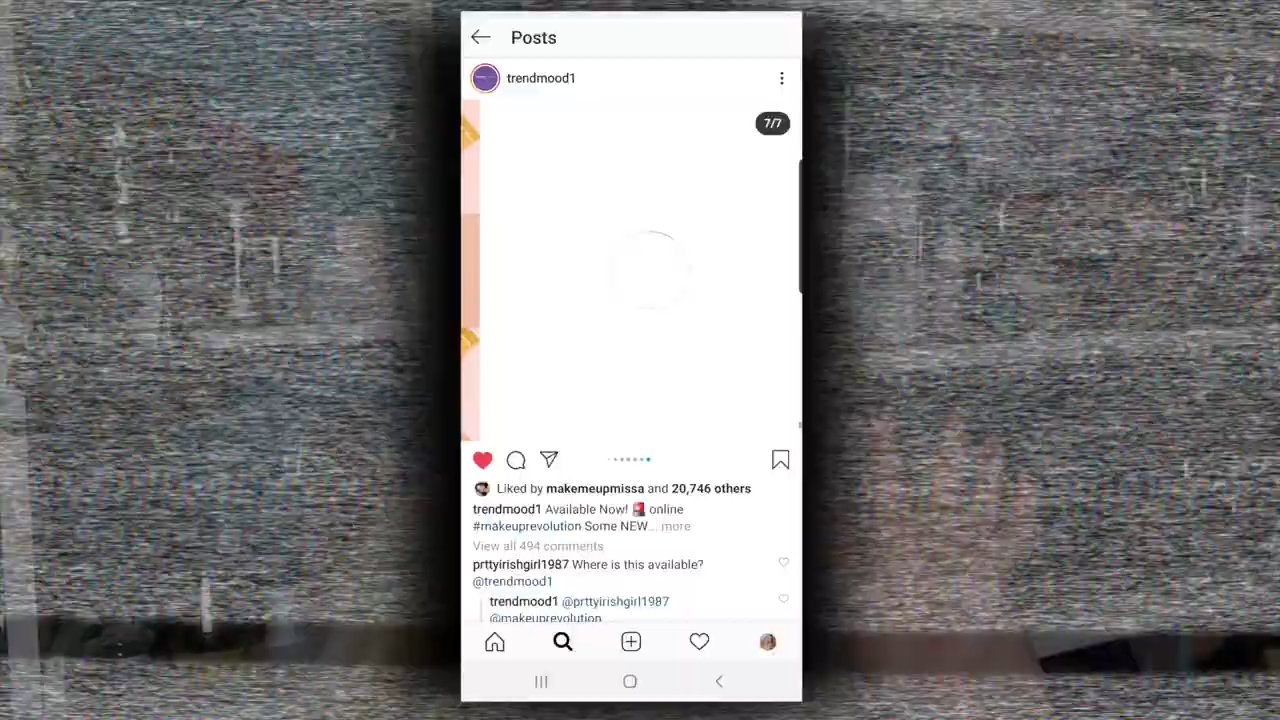 Posts
trendmood1
7/7
Liked by makemeupmissa and 20,746 others
trendmood1 Available Now! 🚨 online
#makeuprevolution Some NEW... more
View all 494 comments
prttyirishgirl1987 Where is this available?
@trendmood1
trendmood1 @prttyirishgirl1987
@makeuprevolution